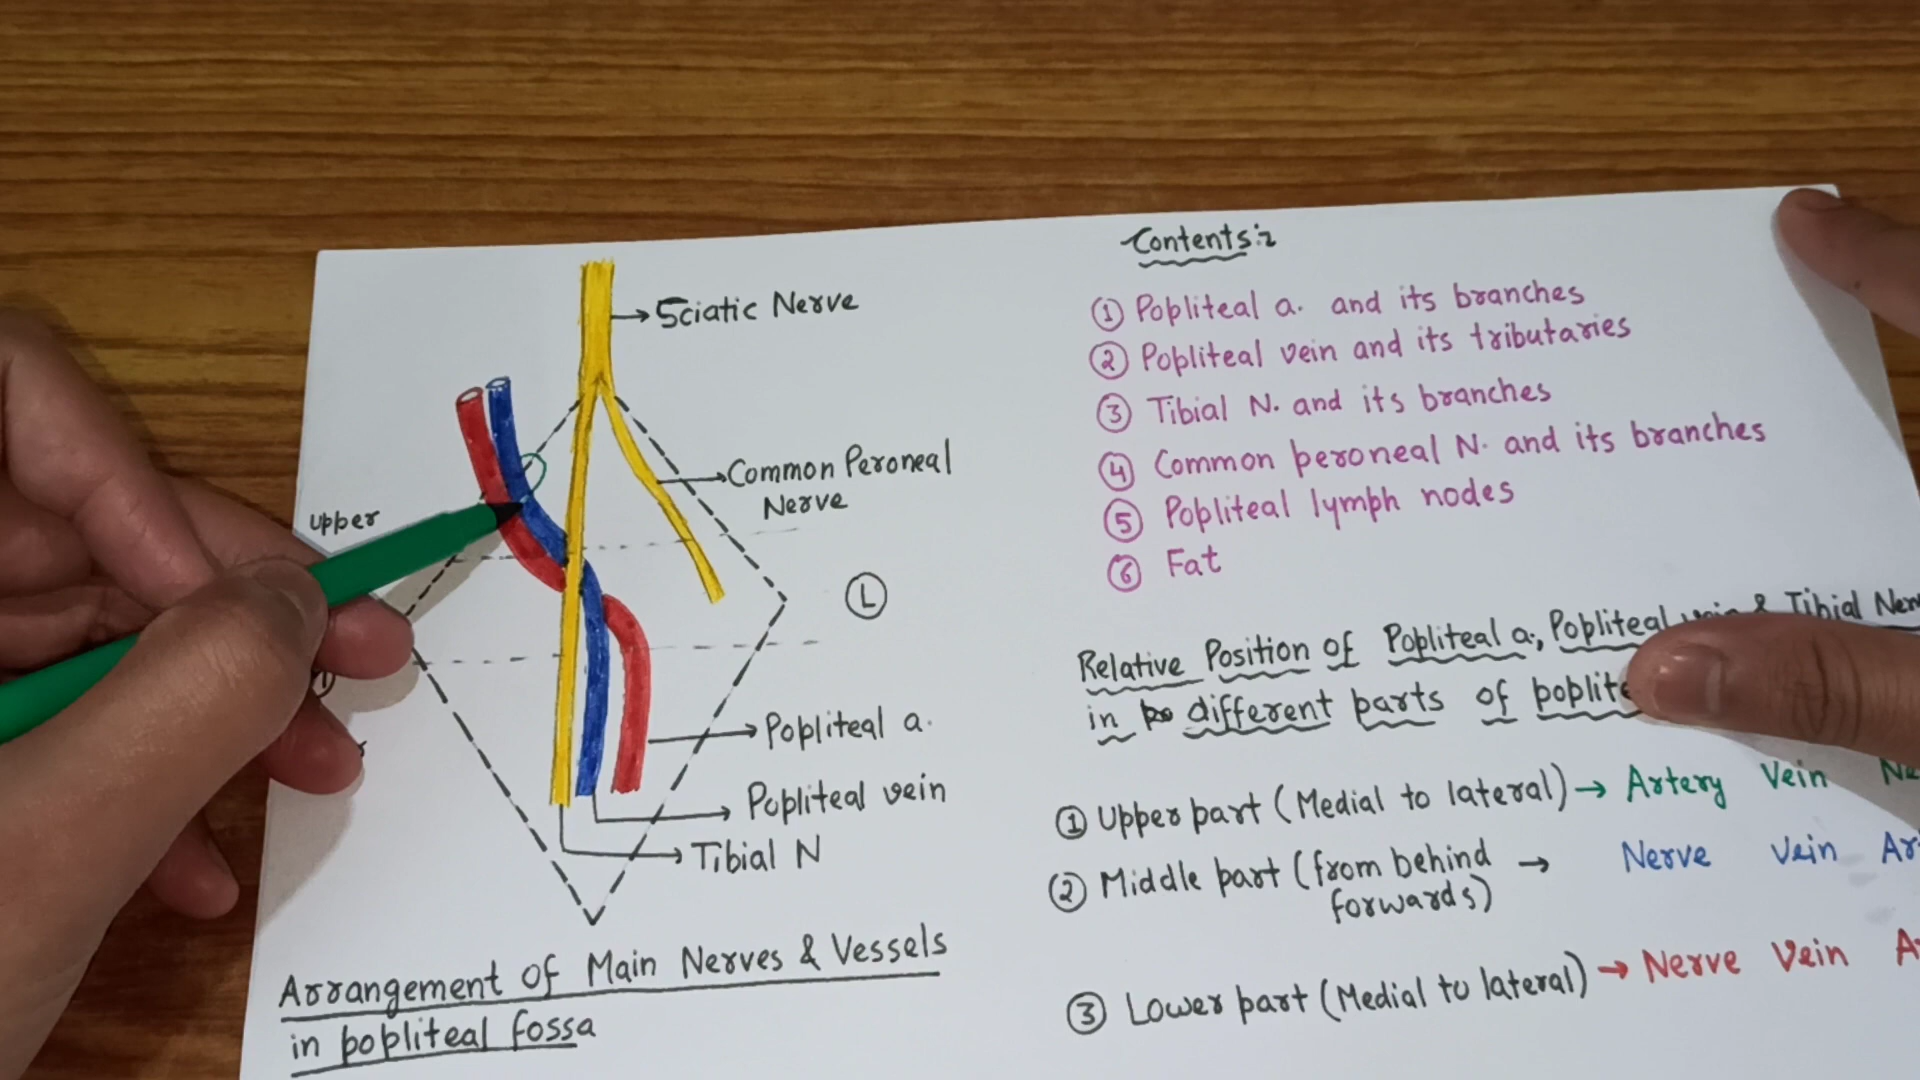 Sciatic Nerve
Common Peroneal
Nerve
Upper
L
Popliteal a.
Popliteal vein
Tibial N
Arrangement of Main Nerves & Vessels
in popliteal fossa
Contents:-
① Popliteal a. and its branches
② Popliteal vein and its tributaries
③ Tibial N. and its branches
④ Common peroneal N. and its branches
⑤ Popliteal lymph nodes
⑥ Fat
Relative Position of Popliteal a., Popliteal & Tibial
in different parts of
① Upper part (Medial to lateral) → Artery Vein
② Middle part (from behind → Nerve Vein
forwards)
③ Lower part (Medial to lateral) → Nerve Vein